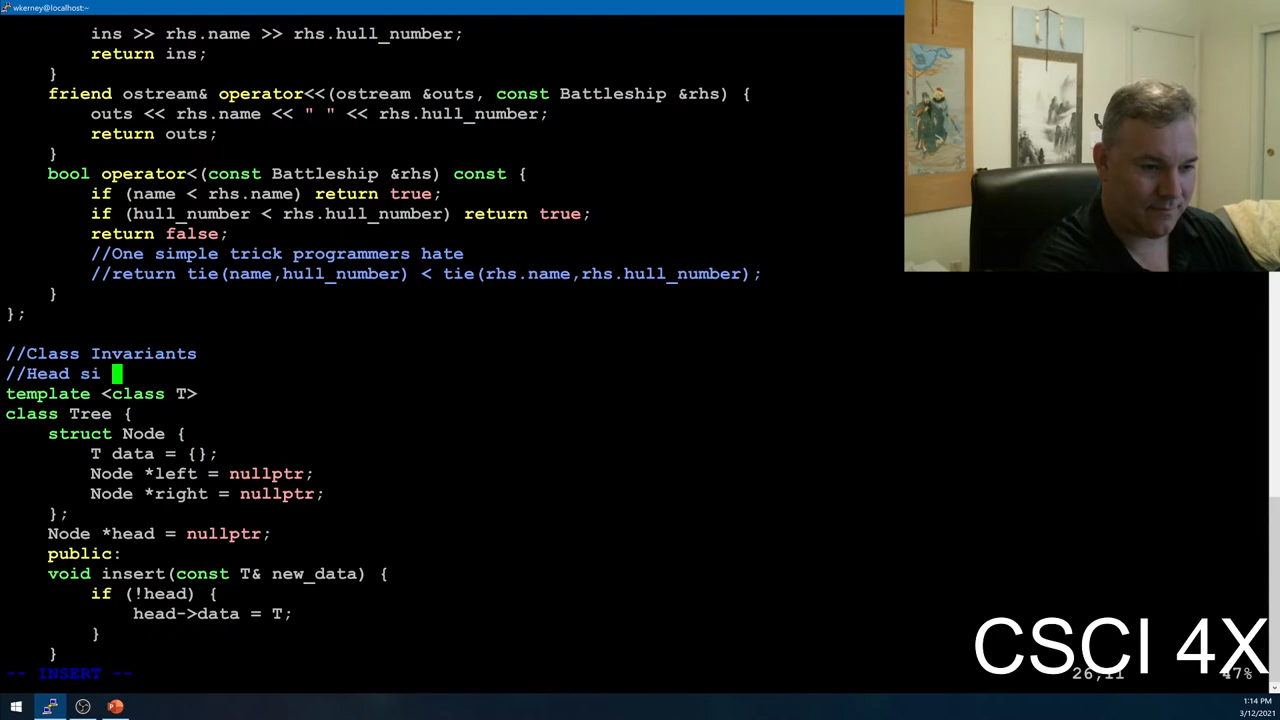 wkerney@localhost:~
ins >> rhs.name >> rhs.hull_number;
return ins;
}
friend ostream& operator<<(ostream &outs, const Battleship &rhs) {
outs << rhs.name << " " << rhs.hull_number;
return outs;
}
bool operator<(const Battleship &rhs) const {
if (name < rhs.name) return true;
if (hull_number < rhs.hull_number) return true;
return false;
//One simple trick programmers hate
//return tie(name,hull_number) < tie(rhs.name,rhs.hull_number);
}
};
//Class Invariants
//Head si
template <class T>
class Tree {
struct Node {
T data = {};
Node *left = nullptr;
Node *right = nullptr;
};
Node *head = nullptr;
public:
void insert(const T& new_data) {
if (!head) {
head->data = T;
}
}
-- INSERT --
26,11
47%
CSCI 4X
1:14 PM
3/12/2021